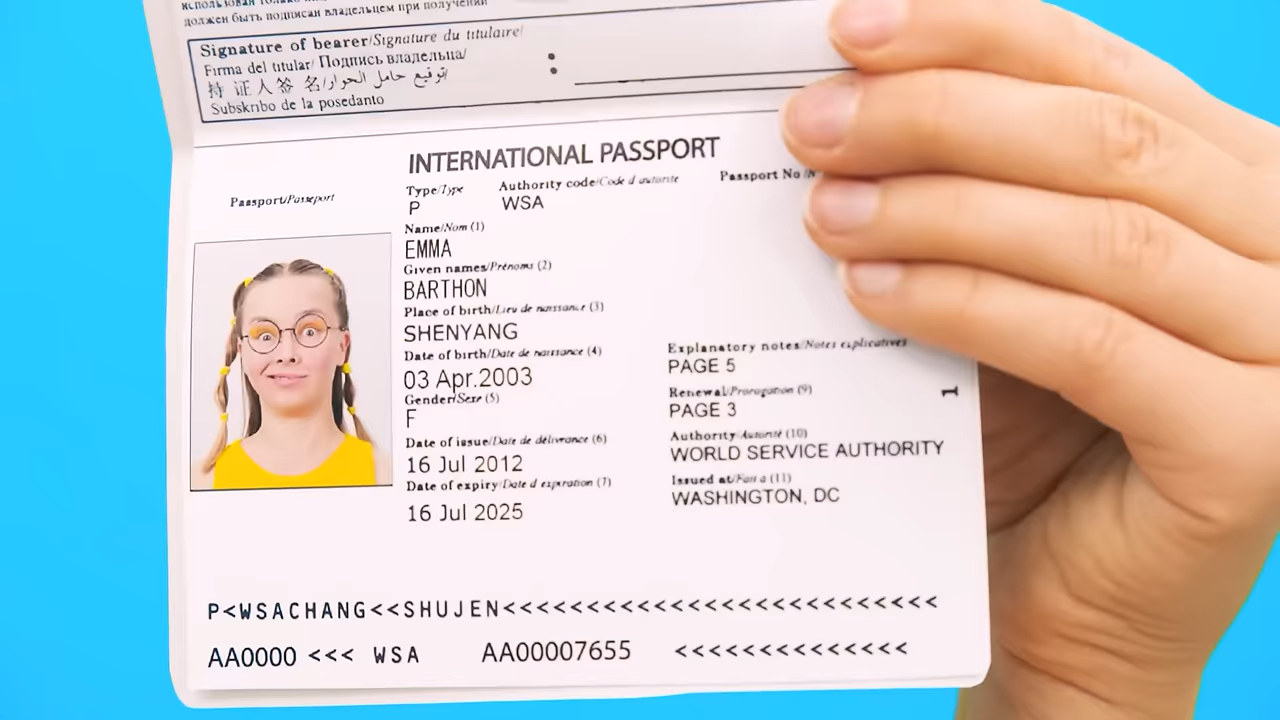 должен быть подписан владельцем при получении
Signature of bearer/Signature du titulaire/
Firma del titular/ Подпись владельца/
持 证 人 签 名/توقيع حامل الجواز/ :
Subskribo de la posedanto
INTERNATIONAL PASSPORT
Passport/Passeport
Type/Type Authority code/Code d autorite Passport No
P WSA
Name/Nom (1)
EMMA
Given names/Prénoms (2)
BARTHON
Place of birth/Lieu de naissance (3)
SHENYANG
Date of birth/Date de naissance (4)
03 Apr.2003
Gender/Sexe (5)
F
Date of issue/Date de délivrance (6)
16 Jul 2012
Date of expiry/Date d expiration (7)
16 Jul 2025
Explanatory notes/Notes explicatives
PAGE 5
Renewal/Prorogation (9)
PAGE 3
Authority/Autorité (10)
WORLD SERVICE AUTHORITY
Issued at/Fait a (11)
WASHINGTON, DC
1
P<WSACHANG<<SHUJEN<<<<<<<<<<<<<<<<<<<<<<<<<<<
AA0000 <<< WSA AA00007655 <<<<<<<<<<<<<<